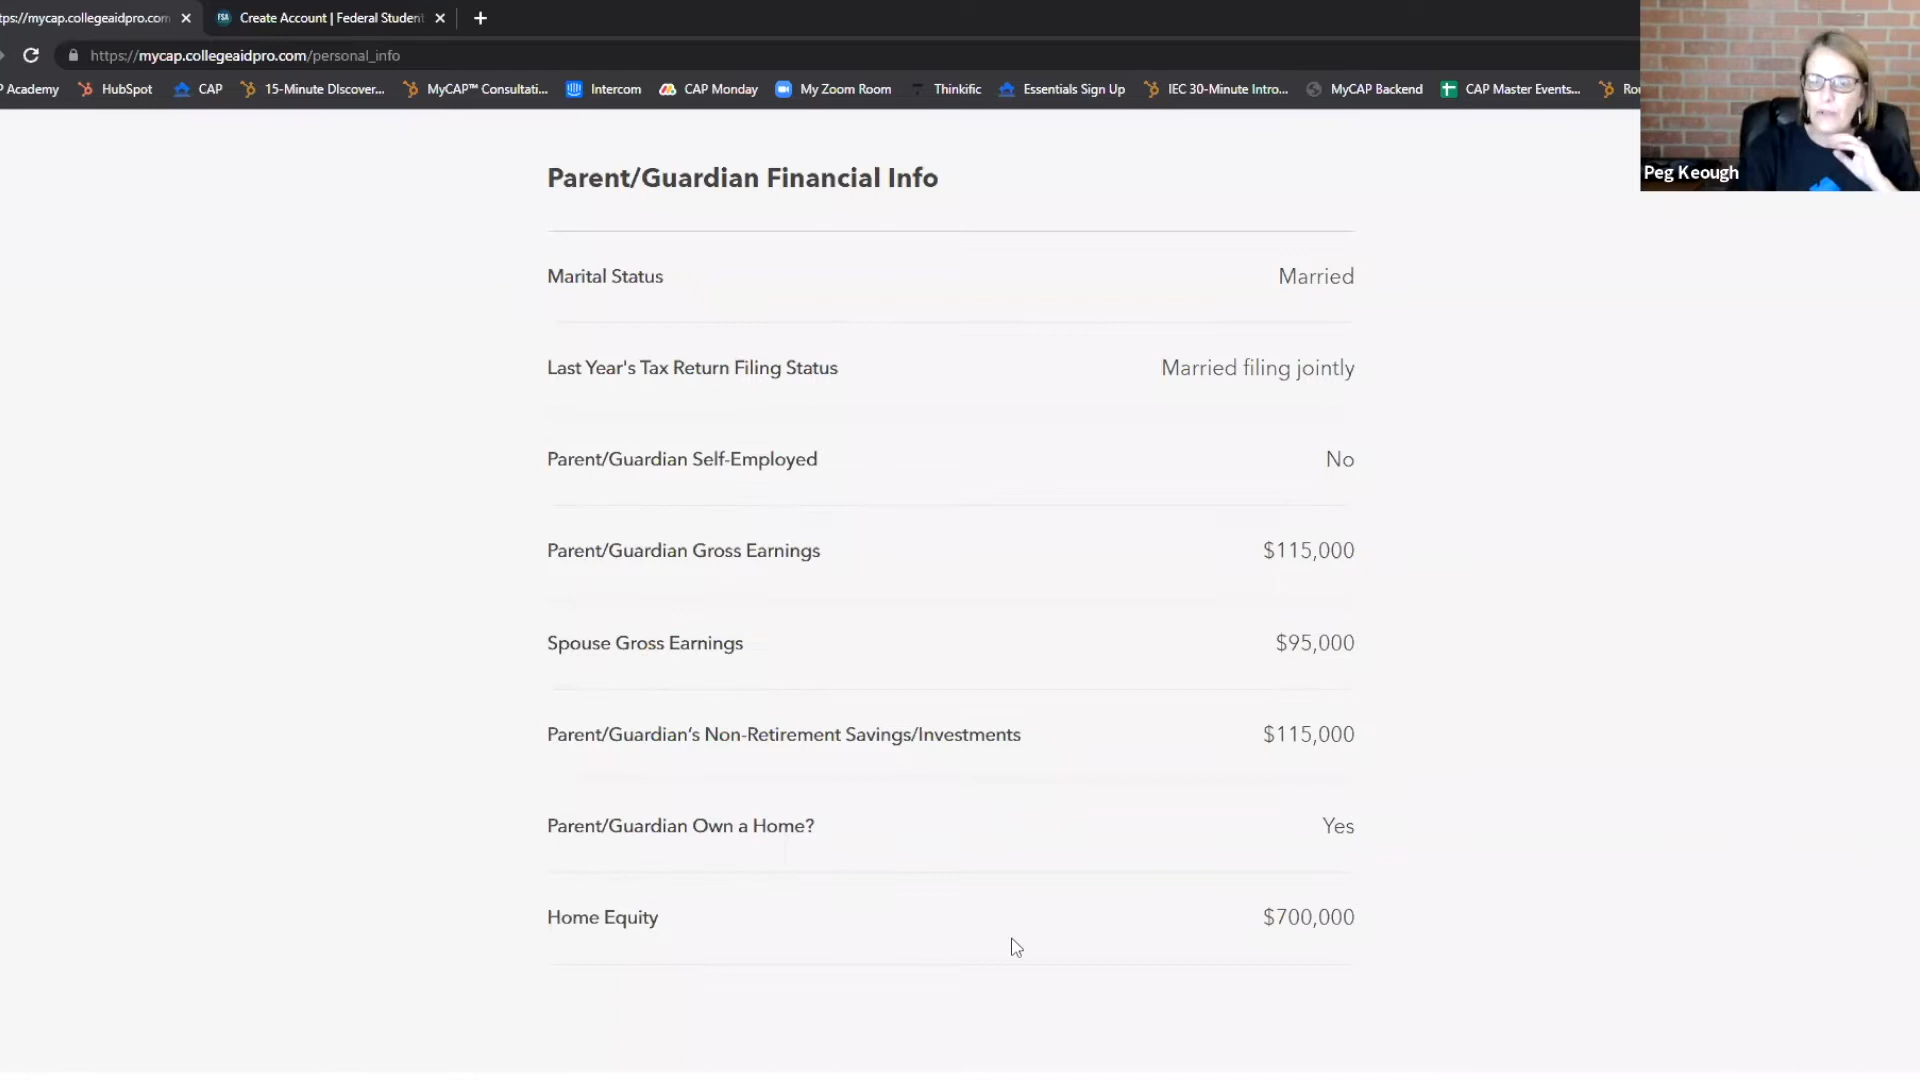 tps://mycap.collegeaidpro.com
Create Account | Federal Student
https://mycap.collegeaidpro.com/personal_info
P Academy HubSpot CAP 15-Minute DIscover... MyCAP™ Consultati... Intercom CAP Monday My Zoom Room Thinkific Essentials Sign Up IEC 30-Minute Intro... MyCAP Backend CAP Master Events... Rou
Peg Keough
Parent/Guardian Financial Info
Marital Status Married
Last Year's Tax Return Filing Status Married filing jointly
Parent/Guardian Self-Employed No
Parent/Guardian Gross Earnings $115,000
Spouse Gross Earnings $95,000
Parent/Guardian's Non-Retirement Savings/Investments $115,000
Parent/Guardian Own a Home? Yes
Home Equity $700,000